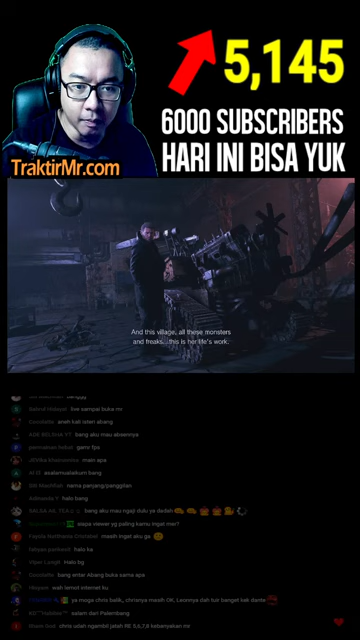 5,145
6000 SUBSCRIBERS
HARI INI BISA YUK
TraktirMr.com
And this village, all these monsters
and freaks...this is her life's work.
live sampai buka mr
aneh kali isteri abang
bang aku mau absennya
gamir fps
main apa
assalamualaikum bang
nama panjang/panggilan
halo bang
bang aku mau ngaji dulu ya dadah
siapa viewer yg paling kamu ingat mer?
masih ingat aku gx
halo ka
Halo bg
bang enter Abang buka sama apa
wah lemot internet ku
ya moga chris balik,, chrisnya masih OK, Leonnya dah tuir banget kek dante
salam dari Palembang
chris udah ngambil jatah RE 5,6,7,8 kebanyakan nx